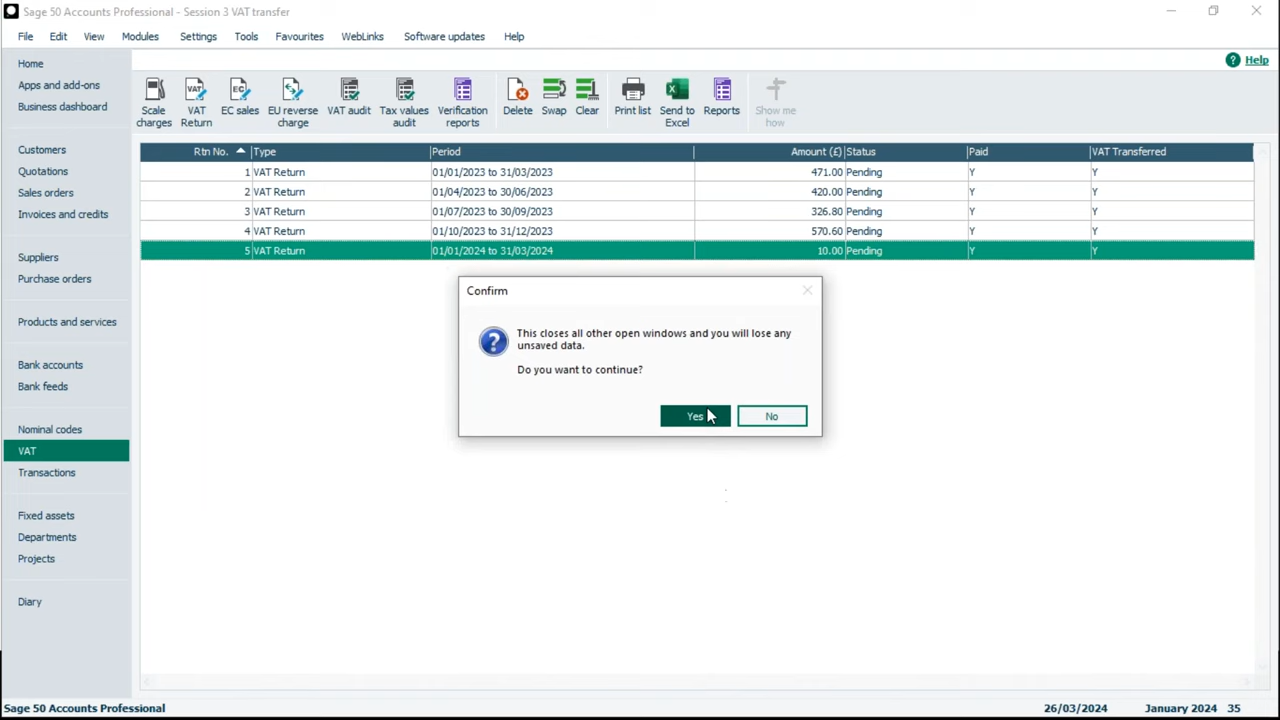 Sage 50 Accounts Professional - Session 3 VAT transfer
File Edit View Modules Settings Tools Favourites WebLinks Software updates Help
Help
Home
Apps and add-ons
Business dashboard
Customers
Quotations
Sales orders
Invoices and credits
Suppliers
Purchase orders
Products and services
Bank accounts
Bank feeds
Nominal codes
VAT
Transactions
Fixed assets
Departments
Projects
Diary
Scale charges
VAT Return
EC sales
EU reverse charge
VAT audit
Tax values audit
Verification reports
Delete
Swap
Clear
Print list
Send to Excel
Reports
Show me how
Rtn No. Type Period Amount (£) Status Paid VAT Transferred
1 VAT Return 01/01/2023 to 31/03/2023 471.00 Pending Y Y
2 VAT Return 01/04/2023 to 30/06/2023 420.00 Pending Y Y
3 VAT Return 01/07/2023 to 30/09/2023 326.80 Pending Y Y
4 VAT Return 01/10/2023 to 31/12/2023 570.60 Pending Y Y
5 VAT Return 01/01/2024 to 31/03/2024 10.00 Pending Y Y
Confirm
This closes all other open windows and you will lose any
unsaved data.
Do you want to continue?
Yes No
Sage 50 Accounts Professional 26/03/2024 January 2024 35